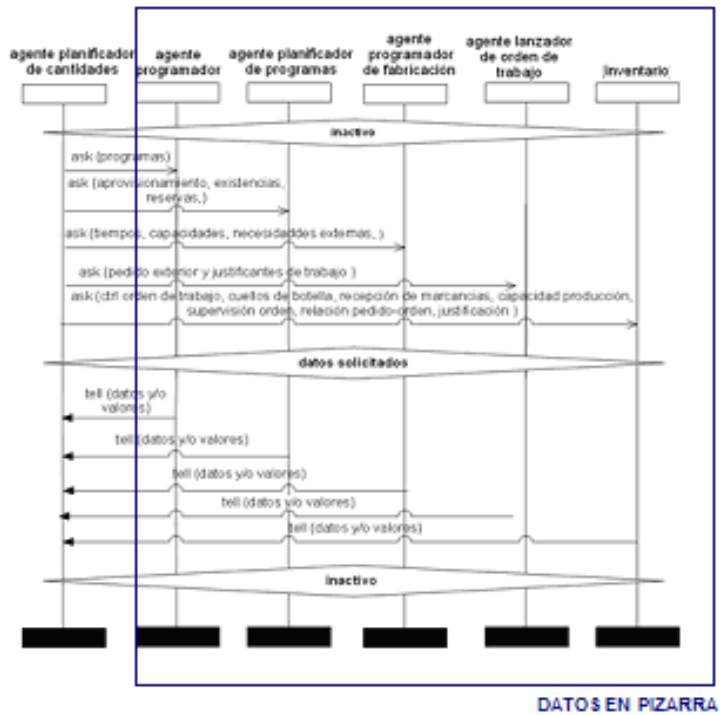 agente planificador
de cantidades
agente
programador
agente planificador
de programas
agente
programador
de fabricación
agente lanzador
de orden de
trabajo
Inventario
inactivo
ask (programas)
ask (aprovisionamiento, existencias,
reservas,)
ask (tiempos, capacidades, necesidaddes externas, )
ask (pedido exterior y justificantes de trabajo )
ask (ctrl orden de trabajo, cuellos de botella, recepción de marcancias, capacidad producción,
supervisión orden, relación pedido-orden, justificación )
datos solicitados
tell (datos y/o
valores)
tell (datos y/o valores)
tell (datos y/o valores)
tell (datos y/o valores)
tell (datos y/o valores)
inactivo
DATOS EN PIZARRA